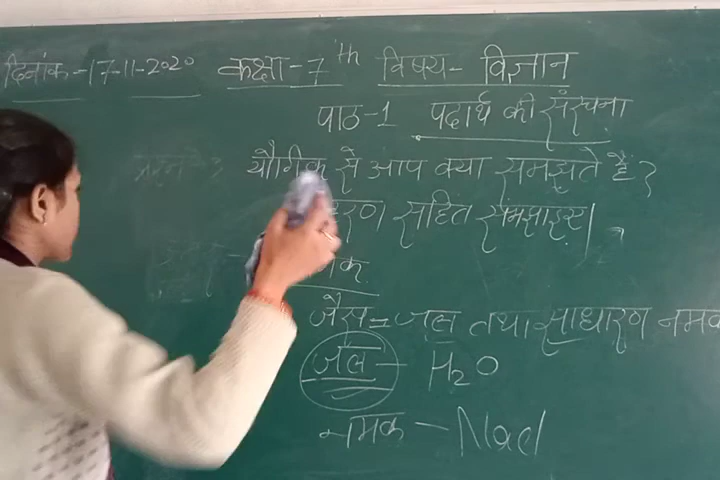 दिनांक-17-11-2020 कक्षा-7th विषय- विज्ञान
पाठ-1 पदार्थ की संरचना
यौगिक से आप क्या समझते हैं?
सहित समझाइए।
जैसे=जल तथा साधारण नमक
जल- H2O
नमक - Nacl